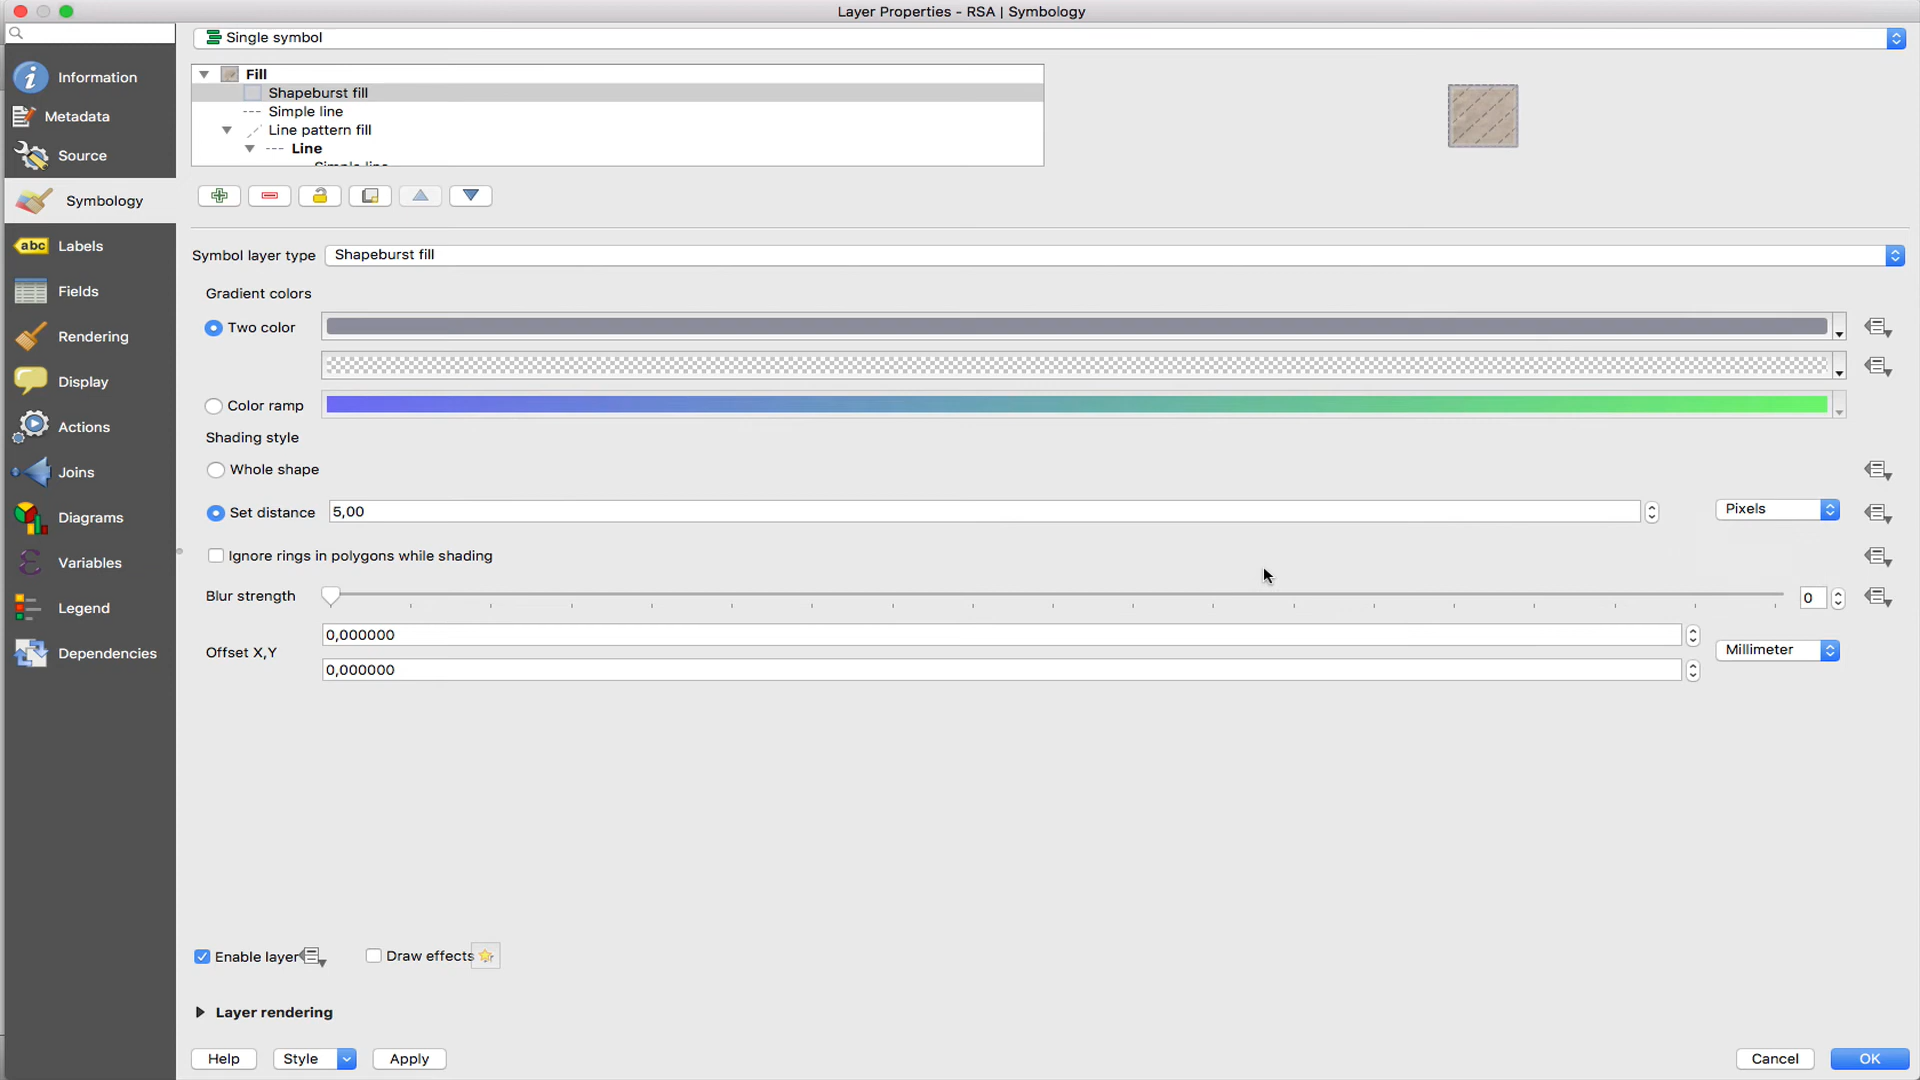 Layer Properties - RSA | Symbology
Single symbol
Information
Metadata
Source
Symbology
abc Labels
Fields
Rendering
Display
Actions
Joins
Diagrams
Variables
Legend
Dependencies
Fill
Shapeburst fill
Simple line
Line pattern fill
Line
Simple line
Symbol layer type Shapeburst fill
Gradient colors
Two color
Color ramp
Shading style
Whole shape
Set distance 5,00 Pixels
Ignore rings in polygons while shading
Blur strength 0
Offset X,Y
0,000000
0,000000
Millimeter
Enable layer Draw effects
Layer rendering
Help Style Apply Cancel OK